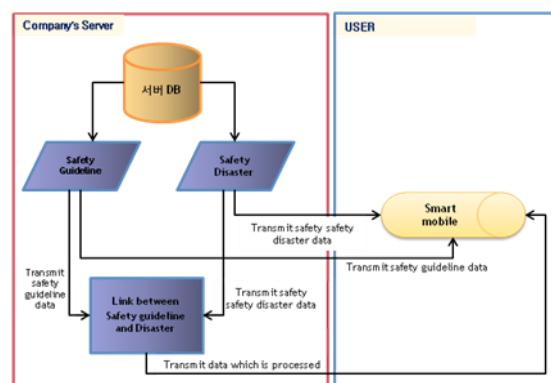 Company's Server
USER
서버 DB
Safety
Guideline
Safety
Disaster
Smart
mobile
Transmit safety safety
disaster data
Transmit safety guideline data
Transmit
safety
guideline
data
Link between
Safety guideline
and Disaster
Transmit safety
safety disaster data
Transmit data which is processed